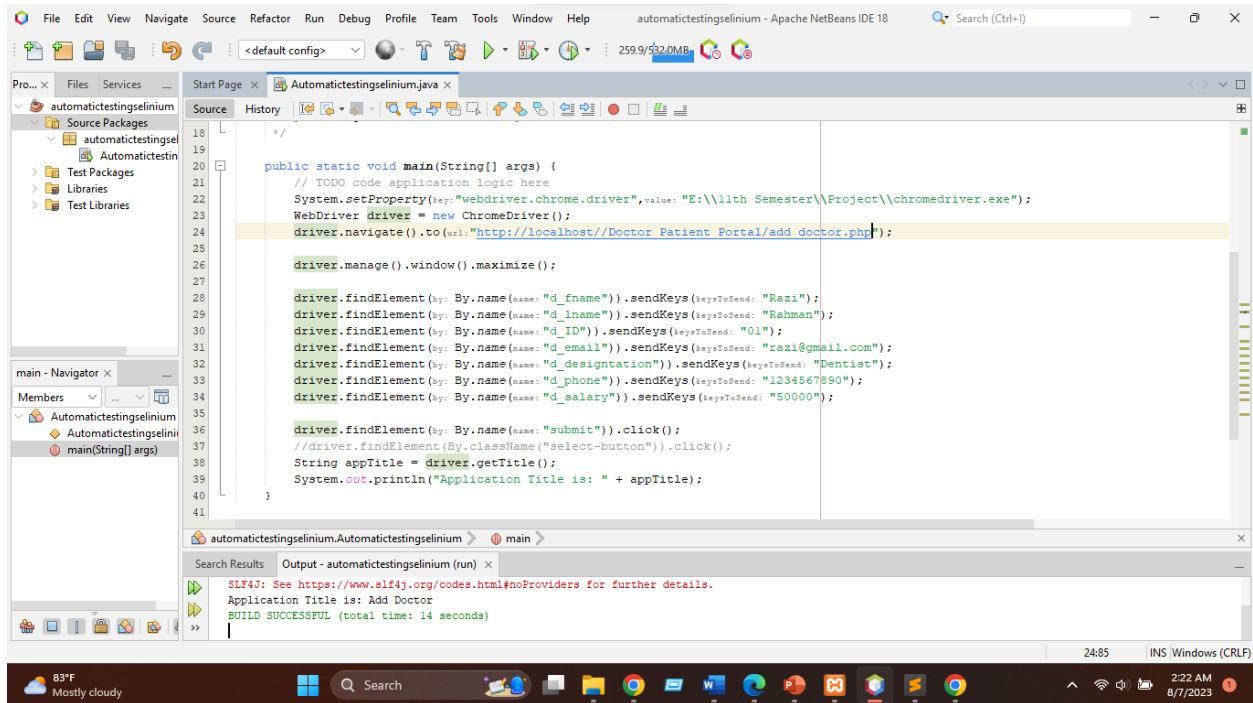 File Edit View Navigate Source Refactor Run Debug Profile Team Tools Window Help automatictestingselinium - Apache NetBeans IDE 18 Search (Ctrl+I)
<default config> 259.9/532.0MB
Pro... Files Services Start Page Automatictestingselinium.java
automatictestingselinium
Source Packages
automatictestingsel
Automatictestin
Test Packages
Libraries
Test Libraries
Source History
18 */
19
20 public static void main(String[] args) {
21 // TODO code application logic here
22 System.setProperty(key:"webdriver.chrome.driver",value: "E:\\11th Semester\\Project\\chromedriver.exe");
23 WebDriver driver = new ChromeDriver();
24 driver.navigate().to(url:"http://localhost//Doctor Patient Portal/add doctor.php");
25
26 driver.manage().window().maximize();
27
28 driver.findElement(by: By.name(name:"d_fname")).sendKeys(keysToSend: "Razi");
29 driver.findElement(by: By.name(name:"d_lname")).sendKeys(keysToSend: "Rahman");
30 driver.findElement(by: By.name(name:"d_ID")).sendKeys(keysToSend: "01");
31 driver.findElement(by: By.name(name:"d_email")).sendKeys(keysToSend: "razi@gmail.com");
32 driver.findElement(by: By.name(name:"d_designtation")).sendKeys(keysToSend: "Dentist");
33 driver.findElement(by: By.name(name:"d_phone")).sendKeys(keysToSend: "1234567890");
34 driver.findElement(by: By.name(name:"d_salary")).sendKeys(keysToSend: "50000");
35
36 driver.findElement(by: By.name(name:"submit")).click();
37 //driver.findElement(By.className("select-button")).click();
38 String appTitle = driver.getTitle();
39 System.out.println("Application Title is: " + appTitle);
40 }
41
main - Navigator
Members ...
Automatictestingselinium
Automatictestingselini
main(String[] args)
automatictestingselinium.Automatictestingselinium main
Search Results Output - automatictestingselinium (run)
SLF4J: See https://www.slf4j.org/codes.html#noProviders for further details.
Application Title is: Add Doctor
BUILD SUCCESSFUL (total time: 14 seconds)
24:85 INS Windows (CRLF)
83°F
Mostly cloudy
Search
2:22 AM
8/7/2023
1